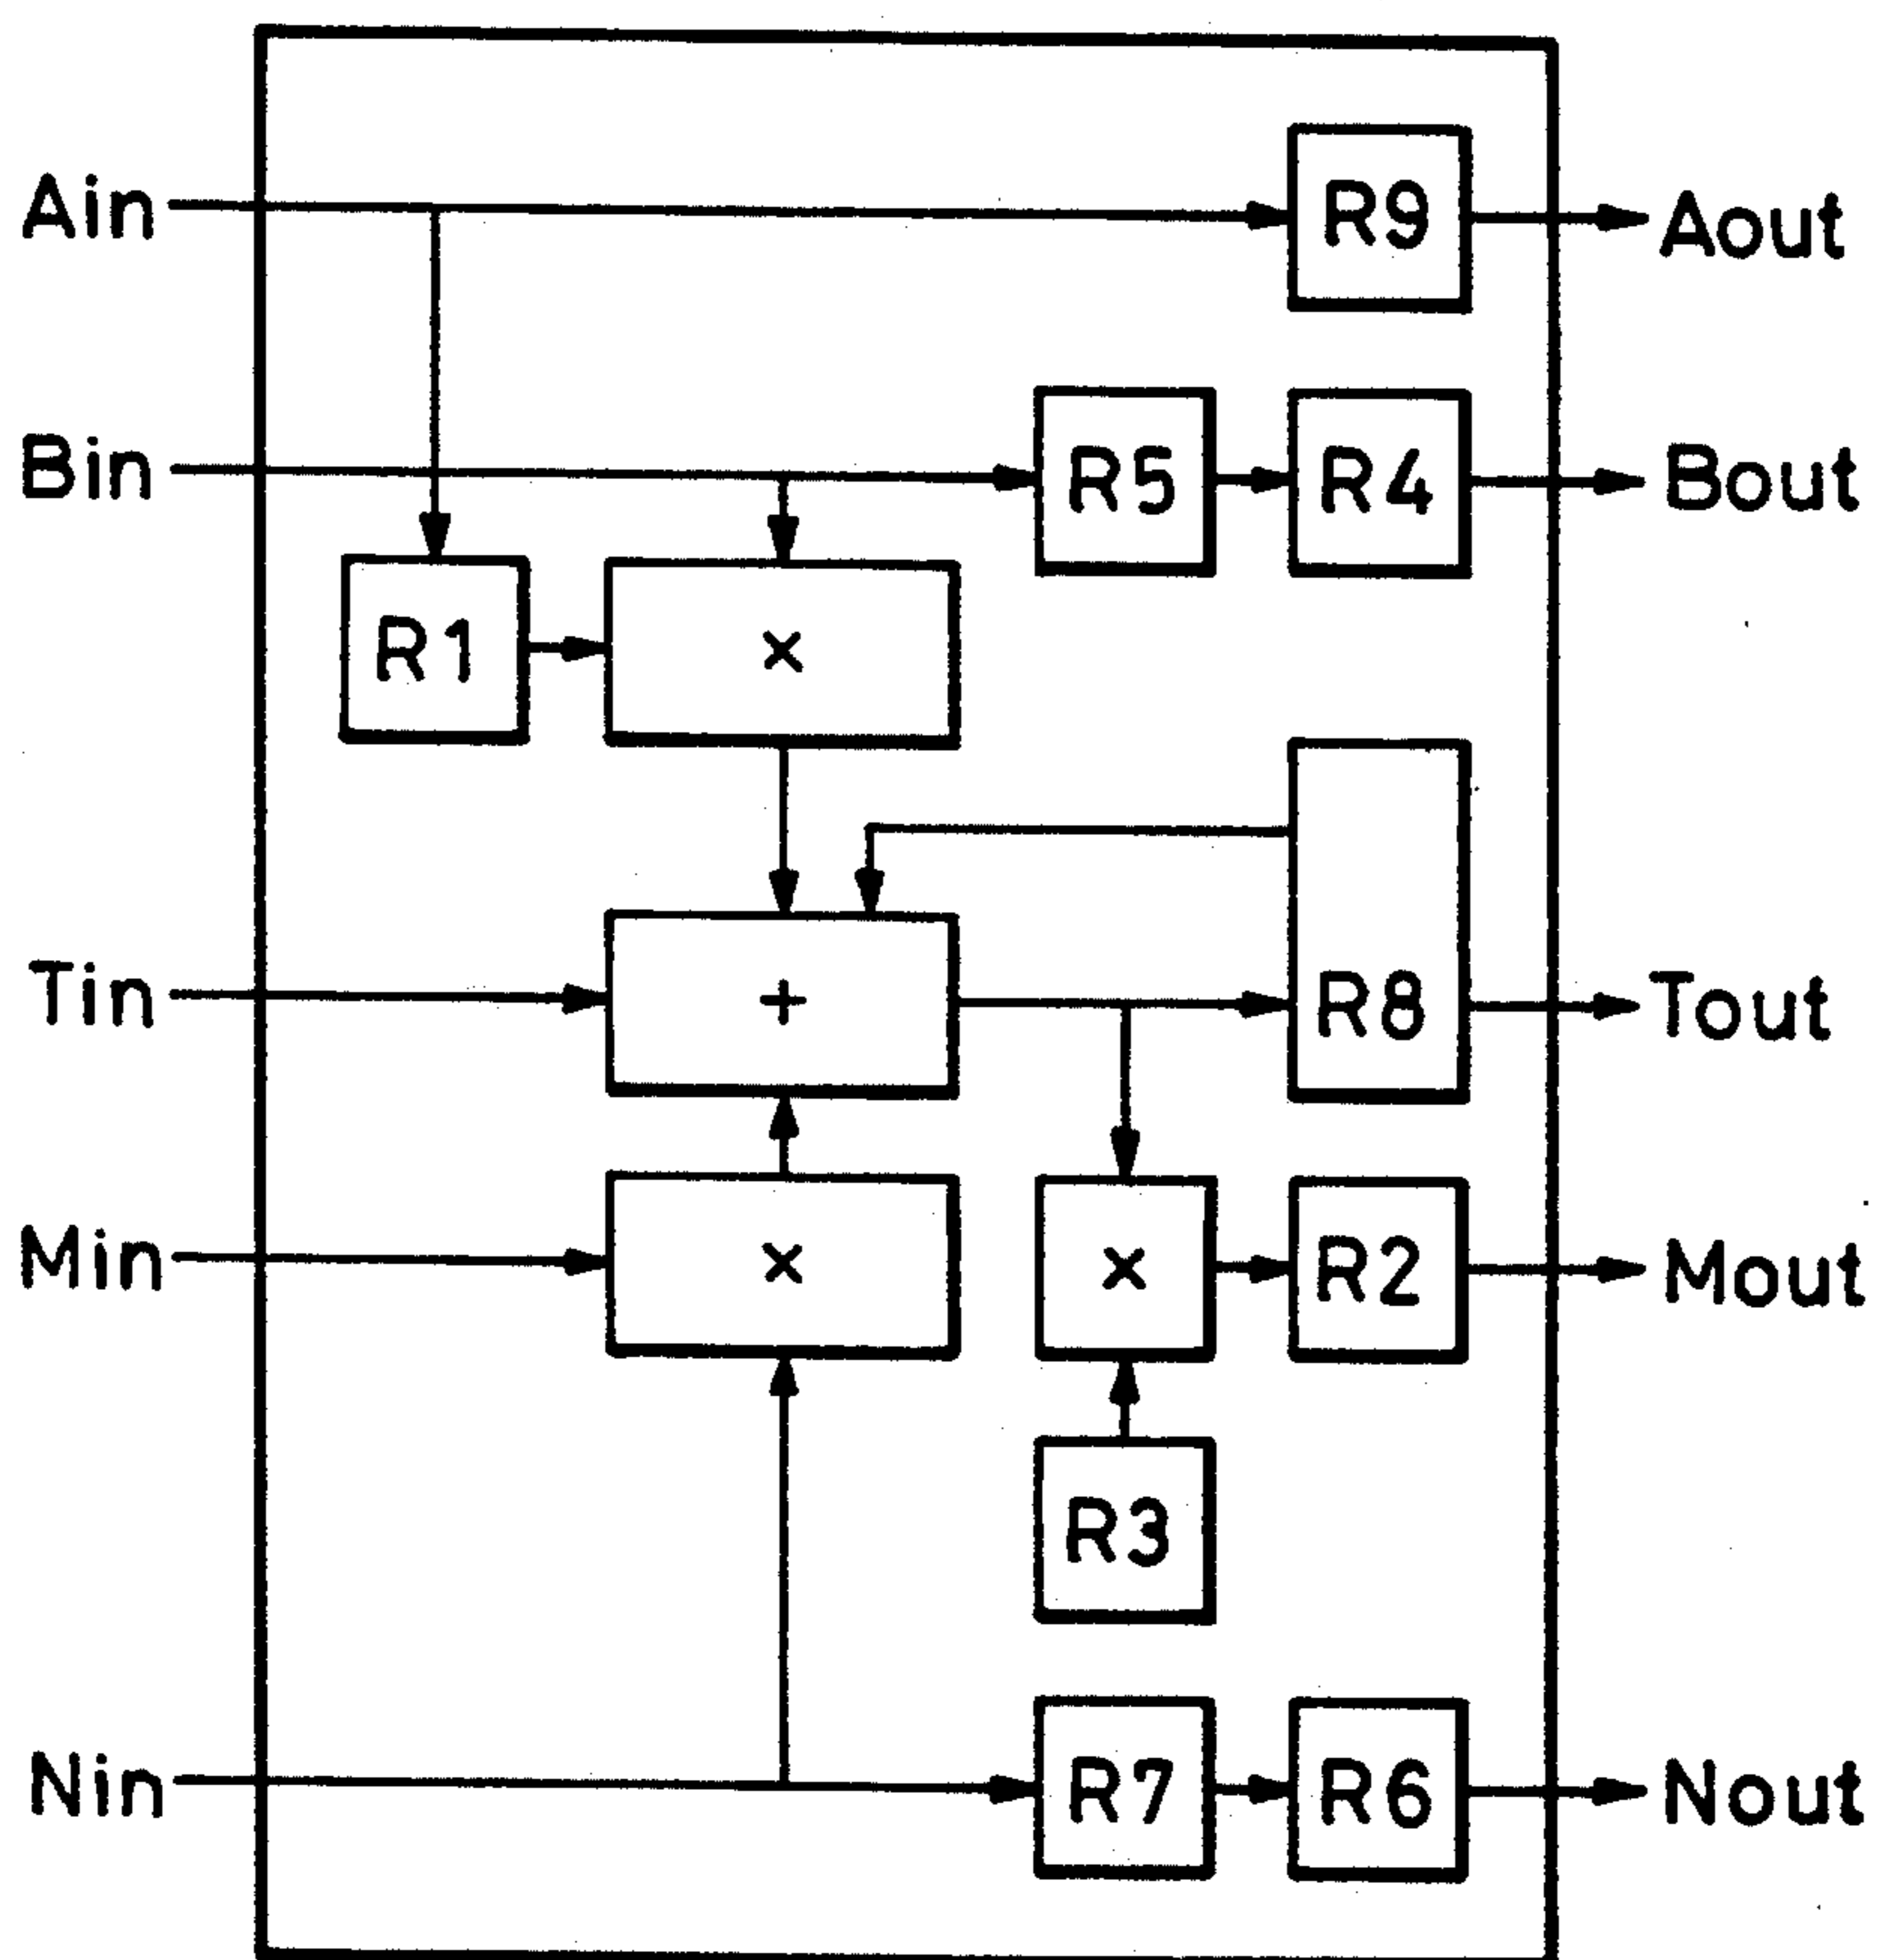 Ain
R9
Aout
Bin
R5
R4
Bout
R1
×
Tin
+
R8
Tout
Min
×
×
R2
Mout
R3
Nin
R7
R6
Nout